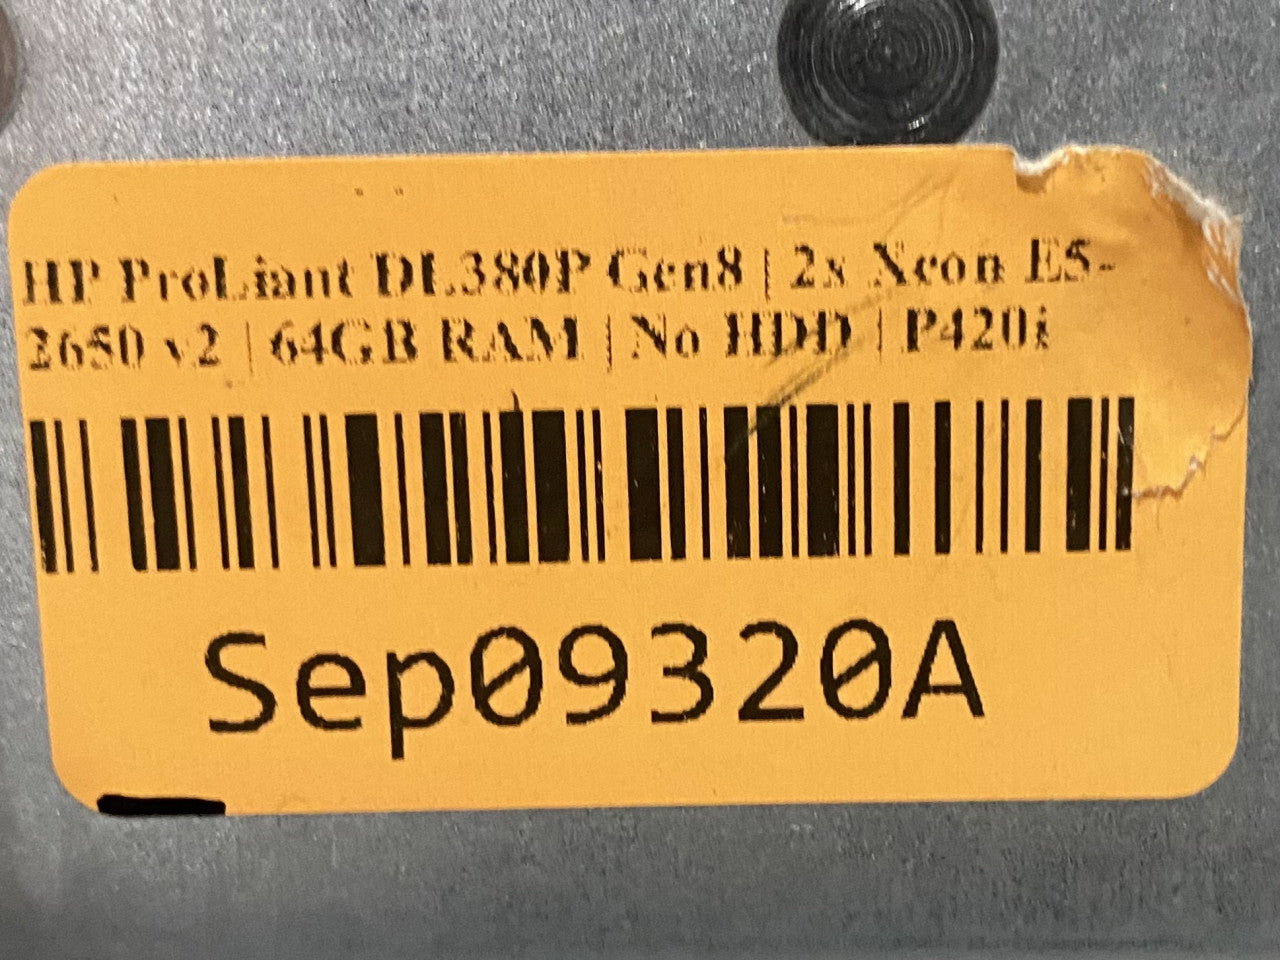 HP ProLiant DL380P Gen8 | 2x Xeon E5-
2650 v2 | 64GB RAM | No HDD | P420i
Sep09320A